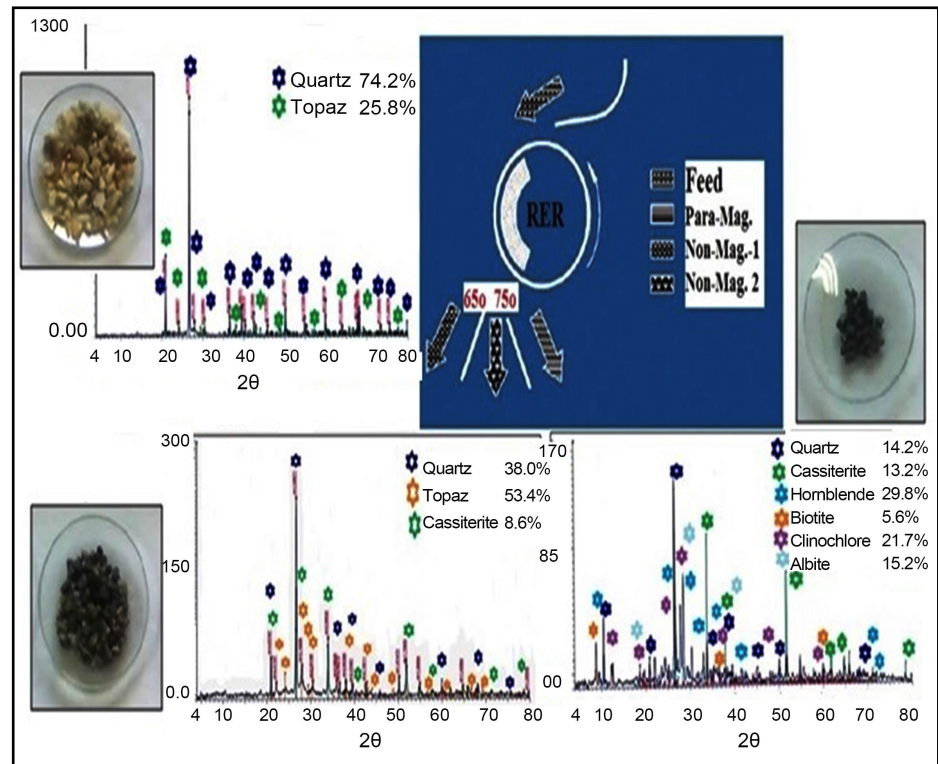 1300
Quartz 74.2%
Topaz 25.8%
0.00
4 10 20 30 40 50 60 70 80
2θ
RER
65o 75o
Feed
Para-Mag.
Non-Mag.-1
Non-Mag. 2
300
150
0.0
Quartz 38.0%
Topaz 53.4%
Cassiterite 8.6%
4 10 20 30 40 50 60 70 80
2θ
170
85
00
Quartz 14.2%
Cassiterite 13.2%
Hornblende 29.8%
Biotite 5.6%
Clinochlore 21.7%
Albite 15.2%
4 10 20 30 40 50 60 70 80
2θ